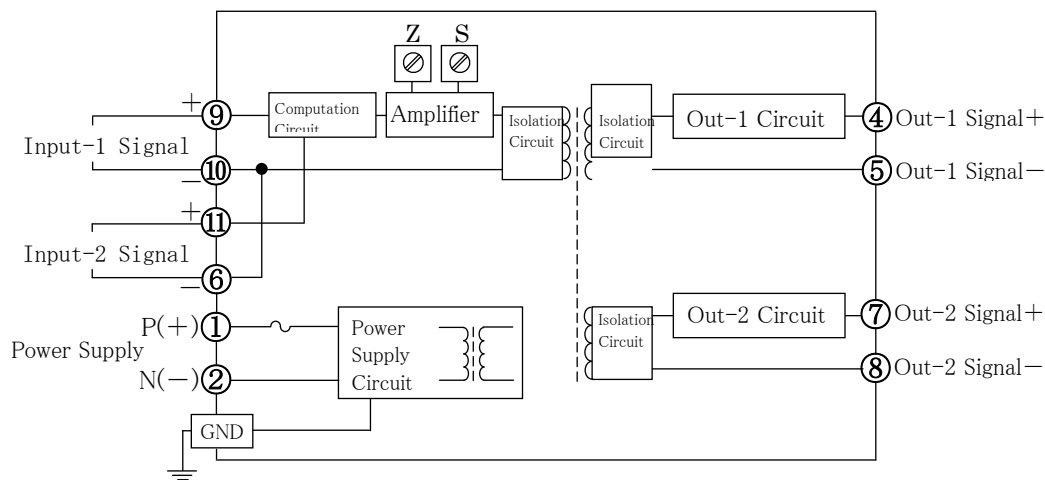 Z S
+ ⑨ Computation
Circuit
Amplifier
Isolation
Circuit
Isolation
Circuit
Out-1 Circuit
④ Out-1 Signal+
Input-1 Signal
− ⑩
⑤ Out-1 Signal−
+ ⑪
Input-2 Signal
− ⑥
P(+) ①
Power Supply
N(−) ②
Power
Supply
Circuit
Isolation
Circuit
Out-2 Circuit
⑦ Out-2 Signal+
⑧ Out-2 Signal−
GND